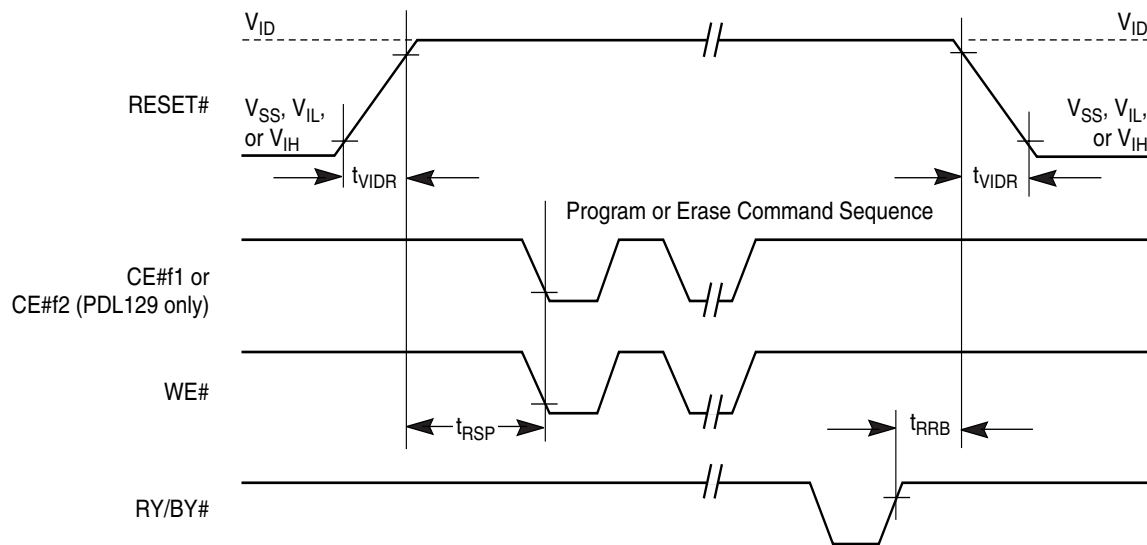 V_ID V_ID
RESET#
V_SS, V_IL,
or V_IH
V_SS, V_IL,
or V_IH
t_VIDR t_VIDR
Program or Erase Command Sequence
CE#f1 or
CE#f2 (PDL129 only)
WE#
t_RSP t_RRB
RY/BY#